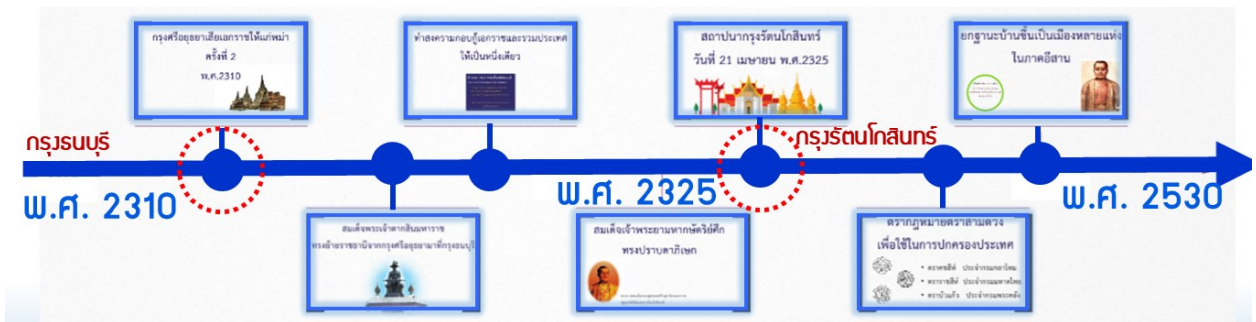 กรุงศรีอยุธยาเสียเอกราชให้แก่พม่า
ครั้งที่ 2
พ.ศ.2310
ทำสงครามกอบกู้เอกราชและรวมประเทศ
ให้เป็นหนึ่งเดียว
สถาปนากรุงรัตนโกสินทร์
วันที่ 21 เมษายน พ.ศ.2325
ยกฐานะบ้านขึ้นเป็นเมืองหลายแห่ง
ในภาคอีสาน
กรุงธนบุรี
กรุงรัตนโกสินทร์
พ.ศ. 2310
พ.ศ. 2325
พ.ศ. 2530
สมเด็จพระเจ้าตากสินมหาราช
ทรงย้ายราชธานีจากกรุงศรีอยุธยามาที่กรุงธนบุรี
สมเด็จเจ้าพระยามหากษัตริย์ศึก
ทรงปราบดาภิเษก
ตรากฎหมายตราสามดวง
เพื่อใช้ในการปกครองประเทศ
• ตราคชสีห์ ประจำกรมกลาโหม
• ตราราชสีห์ ประจำกรมมหาดไทย
• ตราบัวแก้ว ประจำกรมพระคลัง